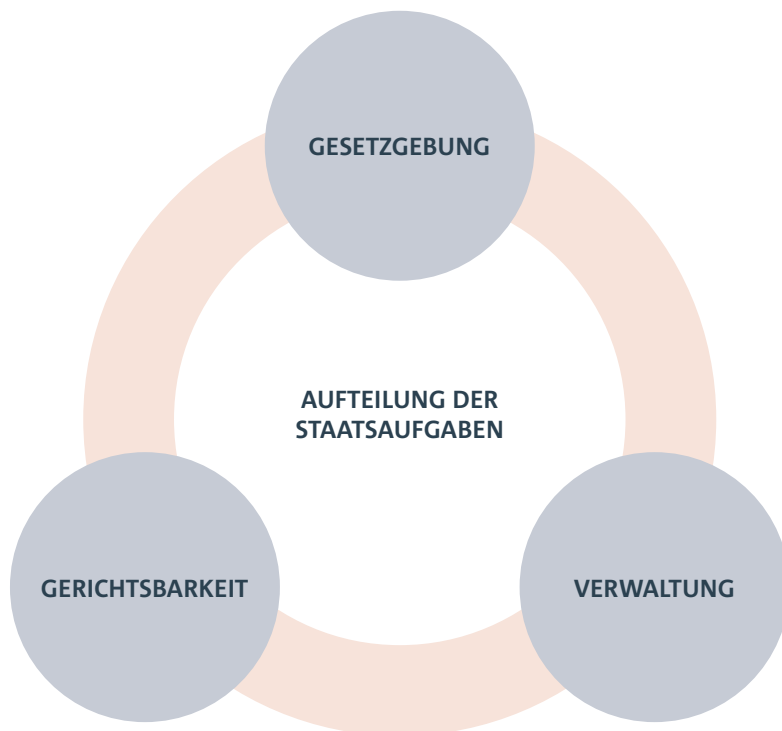 GESETZGEBUNG
AUFTEILUNG DER
STAATSAUFGABEN
GERICHTSBARKEIT
VERWALTUNG